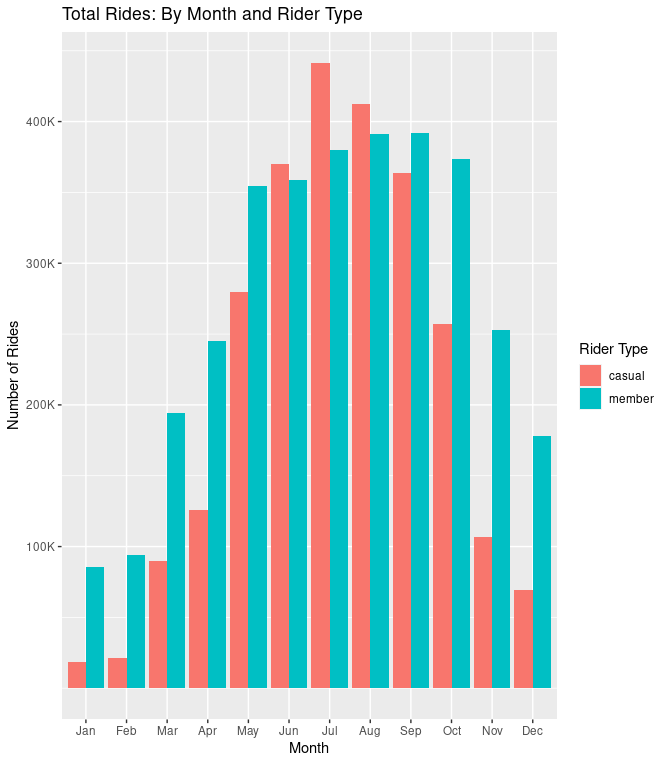 Total Rides: By Month and Rider Type
Number of Rides
400K
300K
200K
100K
Jan Feb Mar Apr May Jun Jul Aug Sep Oct Nov Dec
Month
Rider Type
casual
member